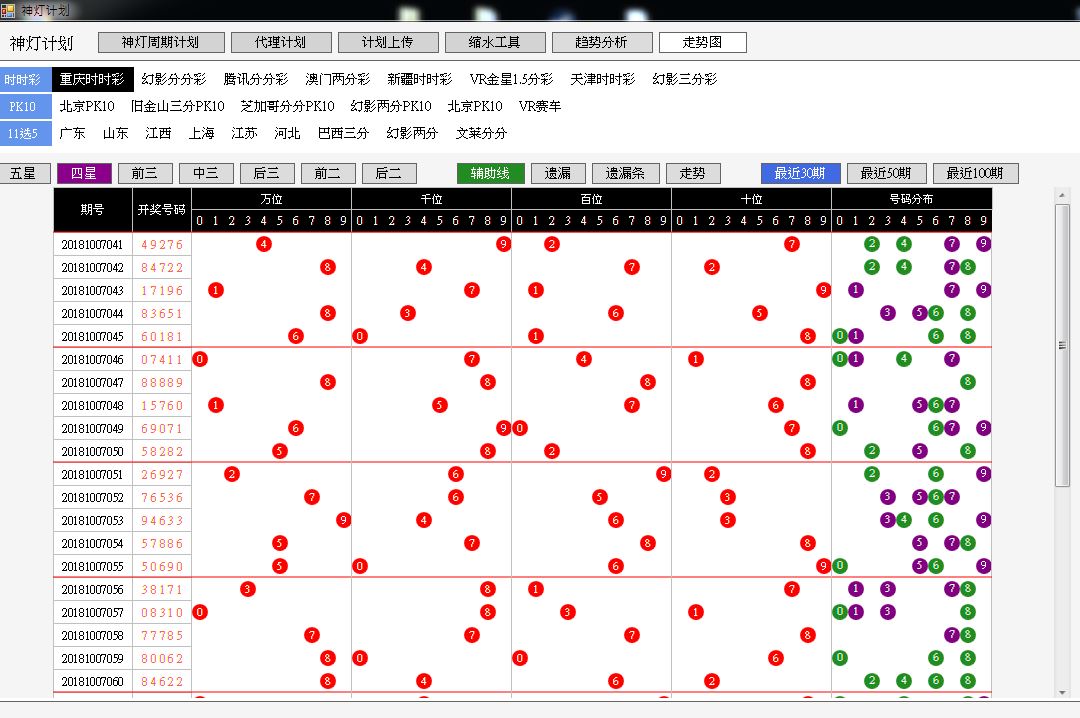 神灯计划
神灯计划 神灯周期计划 代理计划 计划上传 缩水工具 趋势分析 走势图
时时彩 重庆时时彩 幻影分分彩 腾讯分分彩 澳门两分彩 新疆时时彩 VR金星1.5分彩 天津时时彩 幻影三分彩
PK10 北京PK10 旧金山三分PK10 芝加哥分分PK10 幻影两分PK10 北京PK10 VR赛车
11选5 广东 山东 江西 上海 江苏 河北 巴西三分 幻影两分 文莱分分
五星 四星 前三 中三 后三 前二 后二 辅助线 遗漏 遗漏条 走势 最近30期 最近50期 最近100期
期号 开奖号码 万位 千位 百位 十位 号码分布
0 1 2 3 4 5 6 7 8 9 0 1 2 3 4 5 6 7 8 9 0 1 2 3 4 5 6 7 8 9 0 1 2 3 4 5 6 7 8 9 0 1 2 3 4 5 6 7 8 9
20181007041 49276 4 9 2 7 2 4 7 9
20181007042 84722 8 4 7 2 2 4 7 8
20181007043 17196 1 7 1 9 1 7 9
20181007044 83651 8 3 6 5 3 5 6 8
20181007045 60181 6 0 1 8 0 1 6 8
20181007046 07411 0 7 4 1 0 1 4 7
20181007047 88889 8 8 8 8 8
20181007048 15760 1 5 7 6 1 5 6 7
20181007049 69071 6 9 0 7 0 6 7 9
20181007050 58282 5 8 2 8 2 5 8
20181007051 26927 2 6 9 2 2 6 9
20181007052 76536 7 6 5 3 3 5 6 7
20181007053 94633 9 4 6 3 3 4 6 9
20181007054 57886 5 7 8 8 5 7 8
20181007055 50690 5 0 6 9 0 5 6 9
20181007056 38171 3 8 1 7 1 3 7 8
20181007057 08310 0 8 3 1 0 1 3 8
20181007058 77785 7 7 7 8 7 8
20181007059 80062 8 0 0 6 0 6 8
20181007060 84622 8 4 6 2 2 4 6 8